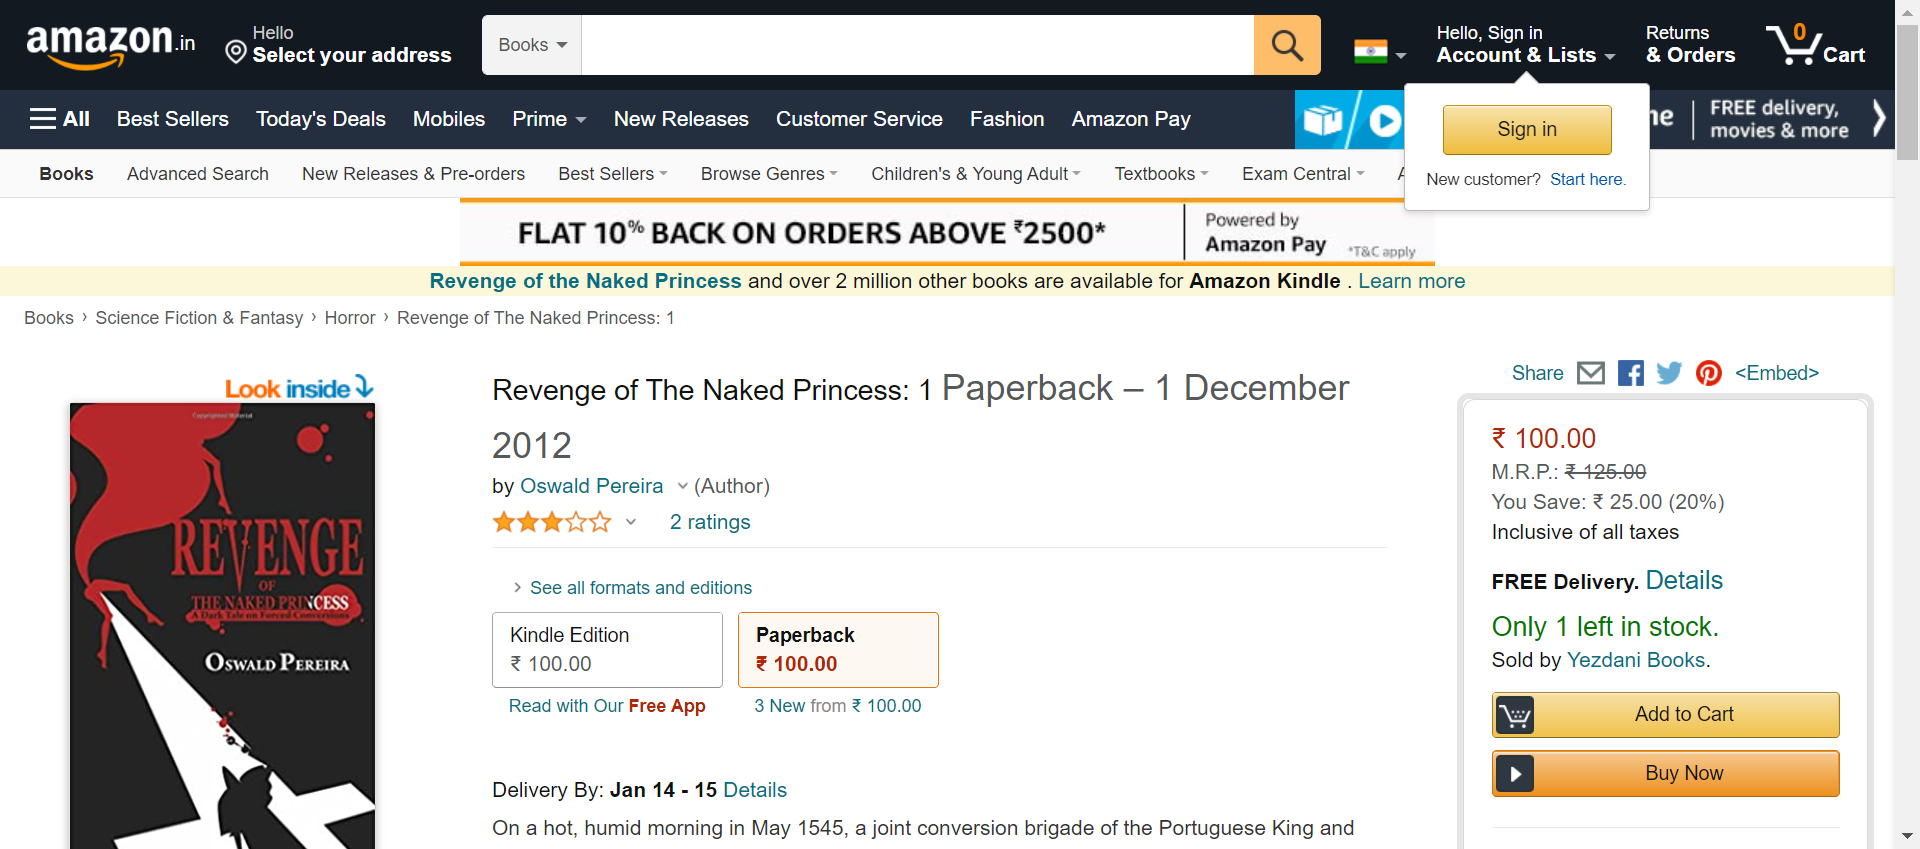 amazon.in
Hello
Select your address
Books
Hello, Sign in
Account & Lists
Returns
& Orders
0
Cart
All
Best Sellers
Today's Deals
Mobiles
Prime
New Releases
Customer Service
Fashion
Amazon Pay
FREE delivery,
movies & more
Sign in
New customer? Start here.
Books
Advanced Search
New Releases & Pre-orders
Best Sellers
Browse Genres
Children's & Young Adult
Textbooks
Exam Central
FLAT 10% BACK ON ORDERS ABOVE ₹2500*
Powered by
Amazon Pay
*T&C apply
Revenge of the Naked Princess and over 2 million other books are available for Amazon Kindle . Learn more
Books › Science Fiction & Fantasy › Horror › Revenge of The Naked Princess: 1
Look inside
Copyrighted Material
REVENGE
OF
THE NAKED PRINCESS
A Dark Tale on Forced Conversions
OSWALD PEREIRA
Revenge of The Naked Princess: 1 Paperback – 1 December
2012
by Oswald Pereira (Author)
2 ratings
See all formats and editions
Kindle Edition
₹ 100.00
Read with Our Free App
Paperback
₹ 100.00
3 New from ₹ 100.00
Delivery By: Jan 14 - 15 Details
On a hot, humid morning in May 1545, a joint conversion brigade of the Portuguese King and
Share
<Embed>
₹ 100.00
M.R.P.: ₹ 125.00
You Save: ₹ 25.00 (20%)
Inclusive of all taxes
FREE Delivery. Details
Only 1 left in stock.
Sold by Yezdani Books.
Add to Cart
Buy Now